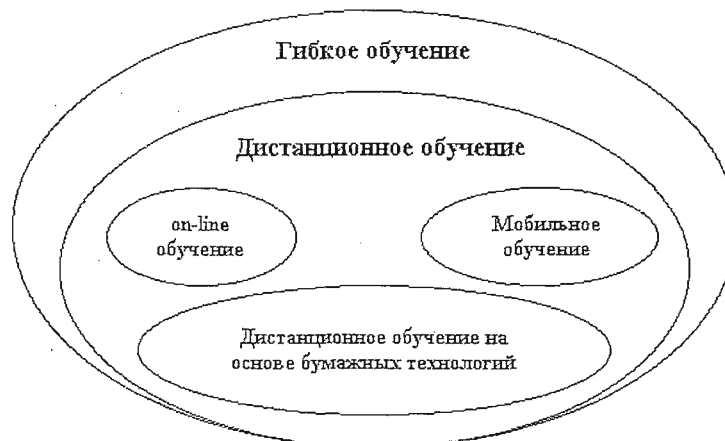 Гибкое обучение
Дистанционное обучение
on-line
обучение
Мобильное
обучение
Дистанционное обучение на
основе бумажных технологий